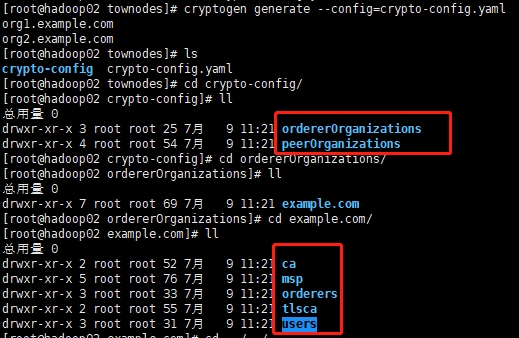 [root@hadoop02 townodes]# cryptogen generate --config=crypto-config.yaml
org1.example.com
org2.example.com
[root@hadoop02 townodes]# ls
crypto-config  crypto-config.yaml
[root@hadoop02 townodes]# cd crypto-config/
[root@hadoop02 crypto-config]# ll
总用量 0
drwxr-xr-x 3 root root 25 7月   9 11:21 ordererOrganizations
drwxr-xr-x 4 root root 54 7月   9 11:21 peerOrganizations
[root@hadoop02 crypto-config]# cd ordererOrganizations/
[root@hadoop02 ordererOrganizations]# ll
总用量 0
drwxr-xr-x 7 root root 69 7月   9 11:21 example.com
[root@hadoop02 ordererOrganizations]# cd example.com/
[root@hadoop02 example.com]# ll
总用量 0
drwxr-xr-x 2 root root 52 7月   9 11:21 ca
drwxr-xr-x 5 root root 76 7月   9 11:21 msp
drwxr-xr-x 3 root root 33 7月   9 11:21 orderers
drwxr-xr-x 2 root root 55 7月   9 11:21 tlsca
drwxr-xr-x 3 root root 31 7月   9 11:21 users